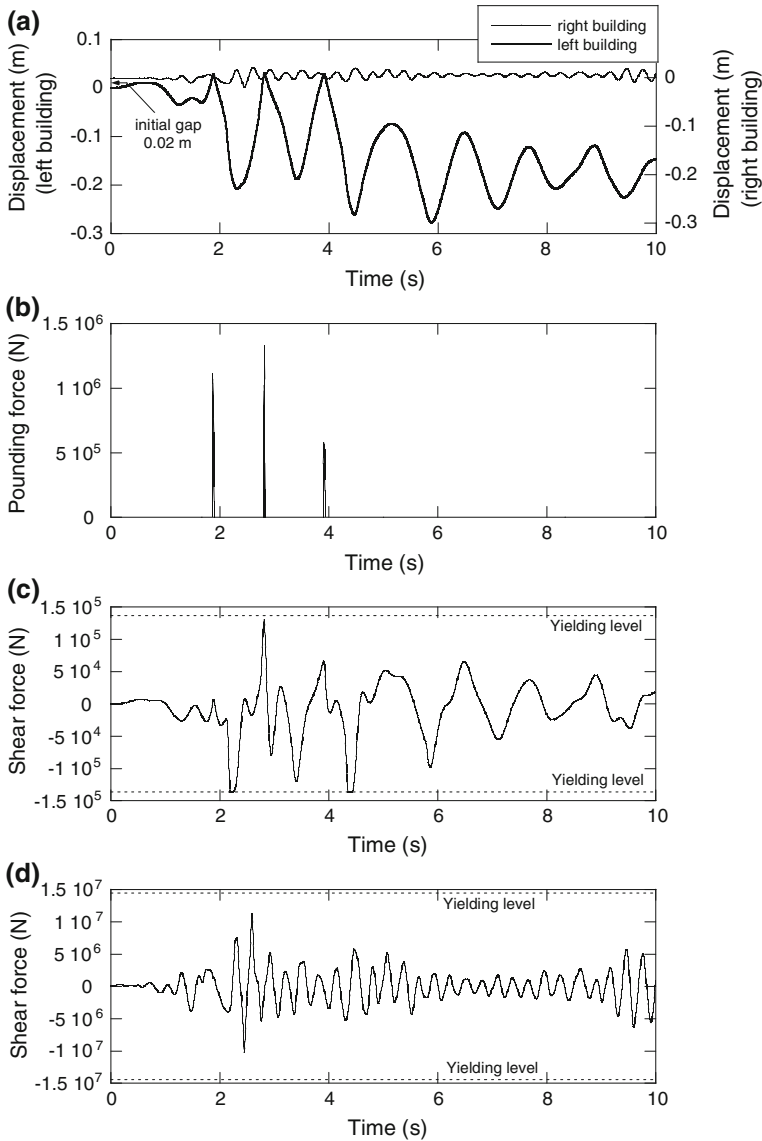 (a)
right building
left building
Displacement (m)
(left building)
0.1
0
-0.1
-0.2
-0.3
initial gap
0.02 m
0
-0.1
-0.2
-0.3
Displacement (m)
(right building)
0 2 4 6 8 10
Time (s)
(b)
Pounding force (N)
1.5 10⁶
1 10⁶
5 10⁵
0
0 2 4 6 8 10
Time (s)
(c)
Shear force (N)
1.5 10⁵
1 10⁵
5 10⁴
0
-5 10⁴
-1 10⁵
-1.5 10⁵
Yielding level
Yielding level
0 2 4 6 8 10
Time (s)
(d)
Shear force (N)
1.5 10⁷
1 10⁷
5 10⁶
0
-5 10⁶
-1 10⁷
-1.5 10⁷
Yielding level
Yielding level
0 2 4 6 8 10
Time (s)